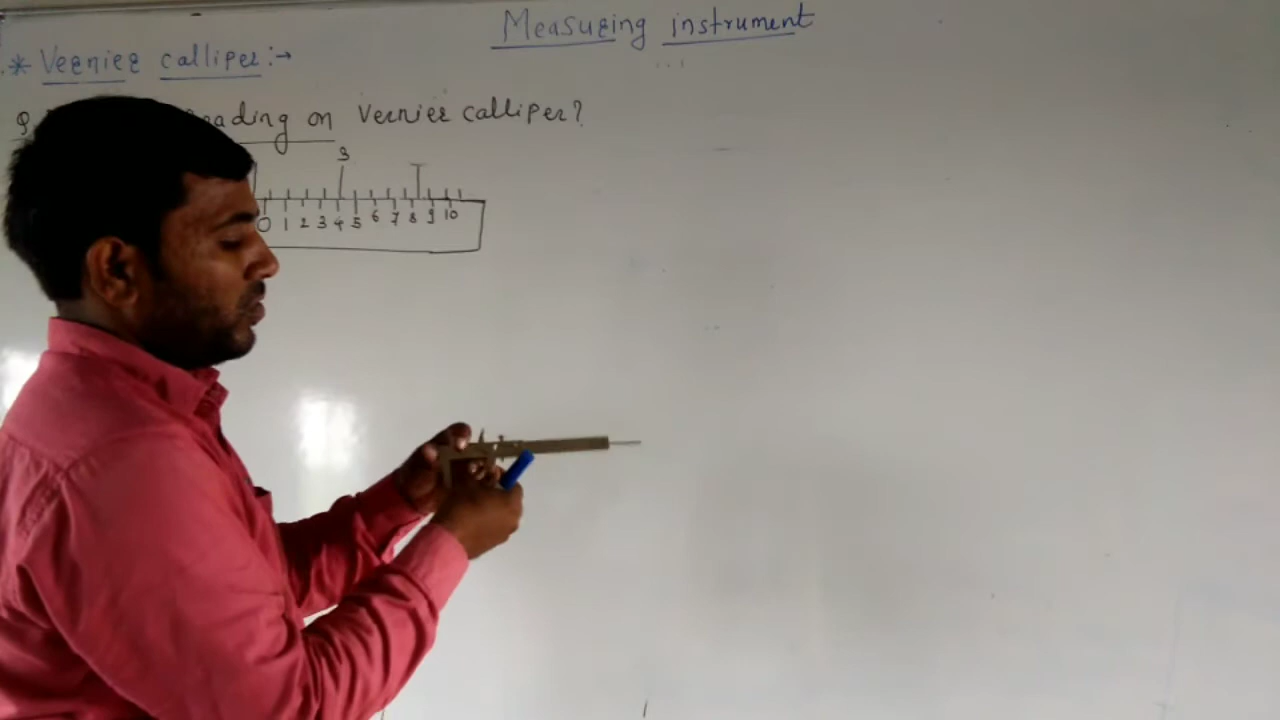 Measuring instrument
* Vernier calliper:→
Q reading on Vernier calliper?
3
0 1 2 3 4 5 6 7 8 9 10